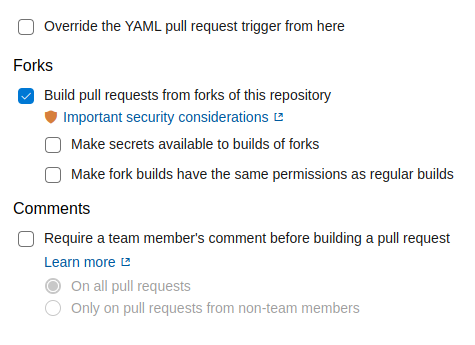 Override the YAML pull request trigger from here
Forks
Build pull requests from forks of this repository
Important security considerations
Make secrets available to builds of forks
Make fork builds have the same permissions as regular builds
Comments
Require a team member's comment before building a pull request
Learn more
On all pull requests
Only on pull requests from non-team members